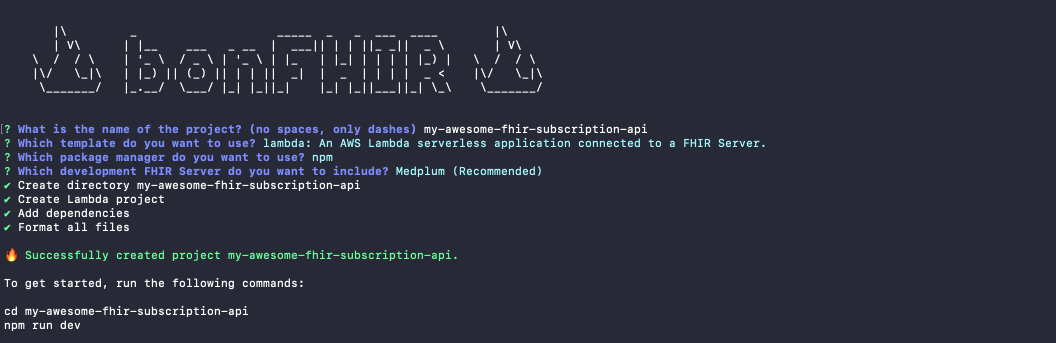 bonFHIR
? What is the name of the project? (no spaces, only dashes) my-awesome-fhir-subscription-api
? Which template do you want to use? lambda: An AWS Lambda serverless application connected to a FHIR Server.
? Which package manager do you want to use? npm
? Which development FHIR Server do you want to include? Medplum (Recommended)
✔ Create directory my-awesome-fhir-subscription-api
✔ Create Lambda project
✔ Add dependencies
✔ Format all files
🔥 Successfully created project my-awesome-fhir-subscription-api.
To get started, run the following commands:
cd my-awesome-fhir-subscription-api
npm run dev